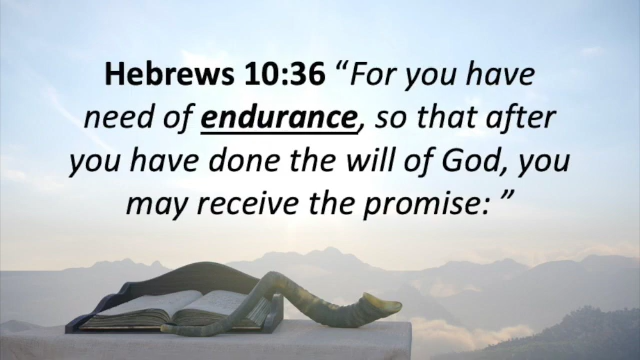 Hebrews 10:36 “For you have
need of endurance, so that after
you have done the will of God, you
may receive the promise: ”